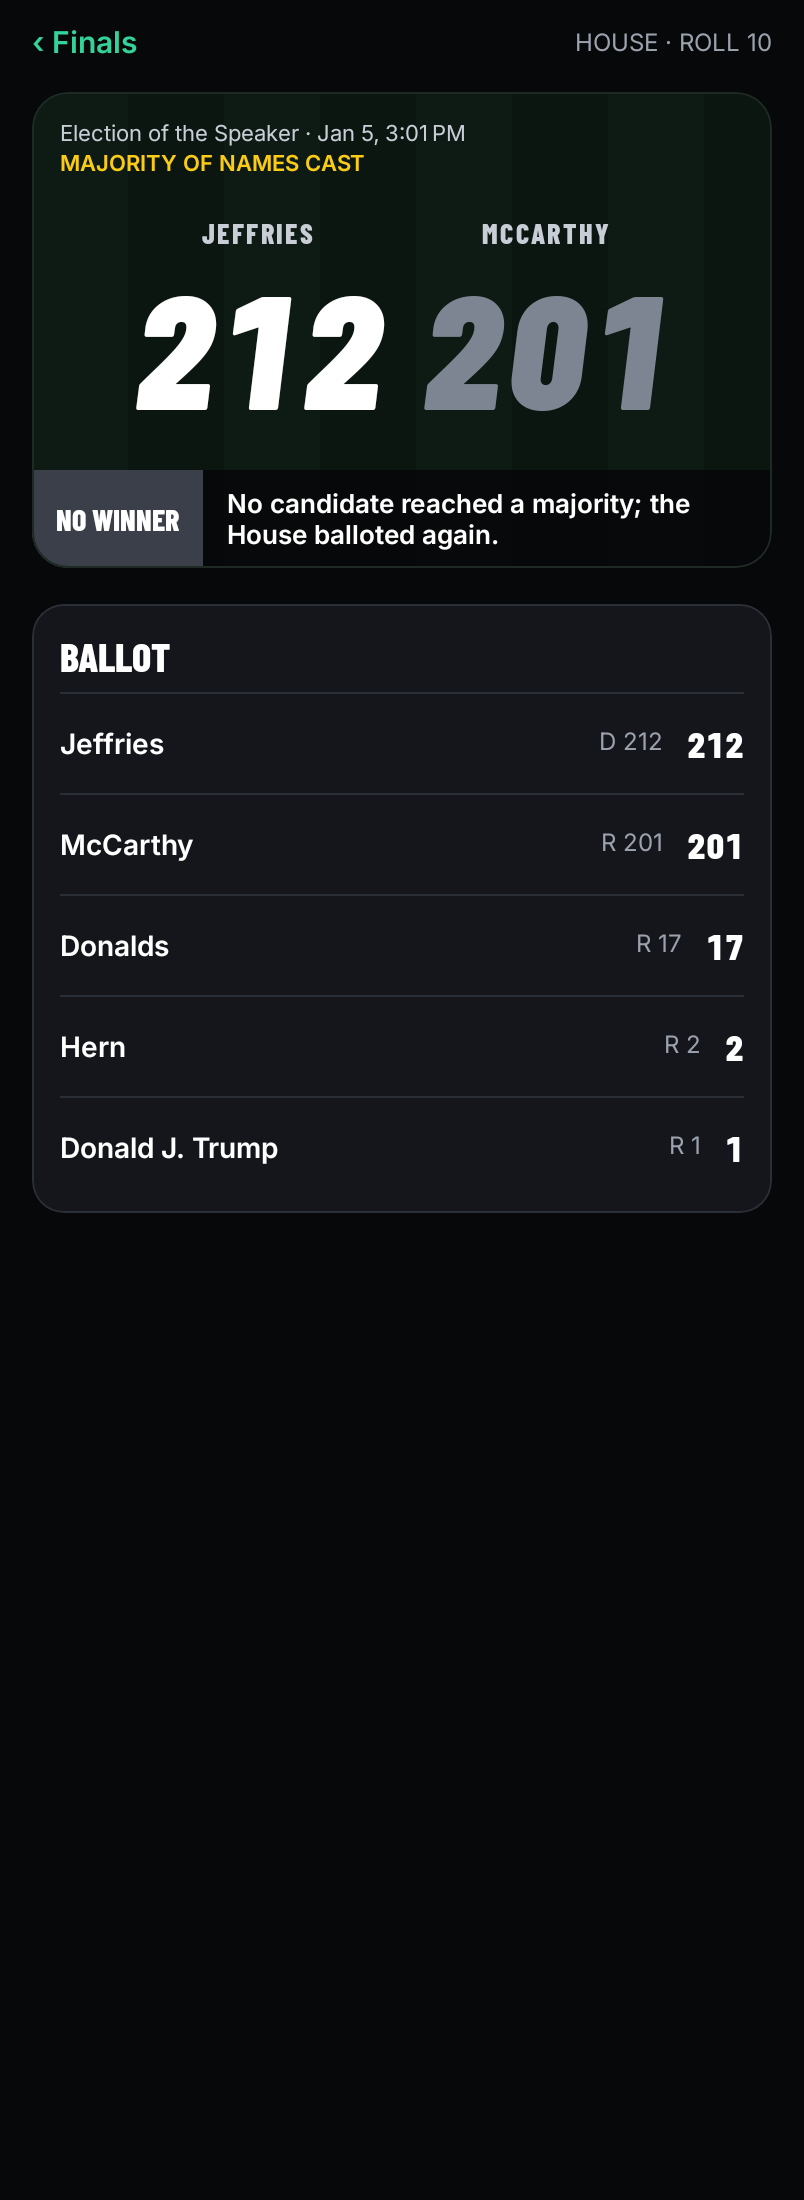 ‹ Finals
HOUSE · ROLL 10
Election of the Speaker · Jan 5, 3:01 PM
MAJORITY OF NAMES CAST
JEFFRIES MCCARTHY
212 201
NO WINNER
No candidate reached a majority; the
House balloted again.
BALLOT
Jeffries D 212 212
McCarthy R 201 201
Donalds R 17 17
Hern R 2 2
Donald J. Trump R 1 1